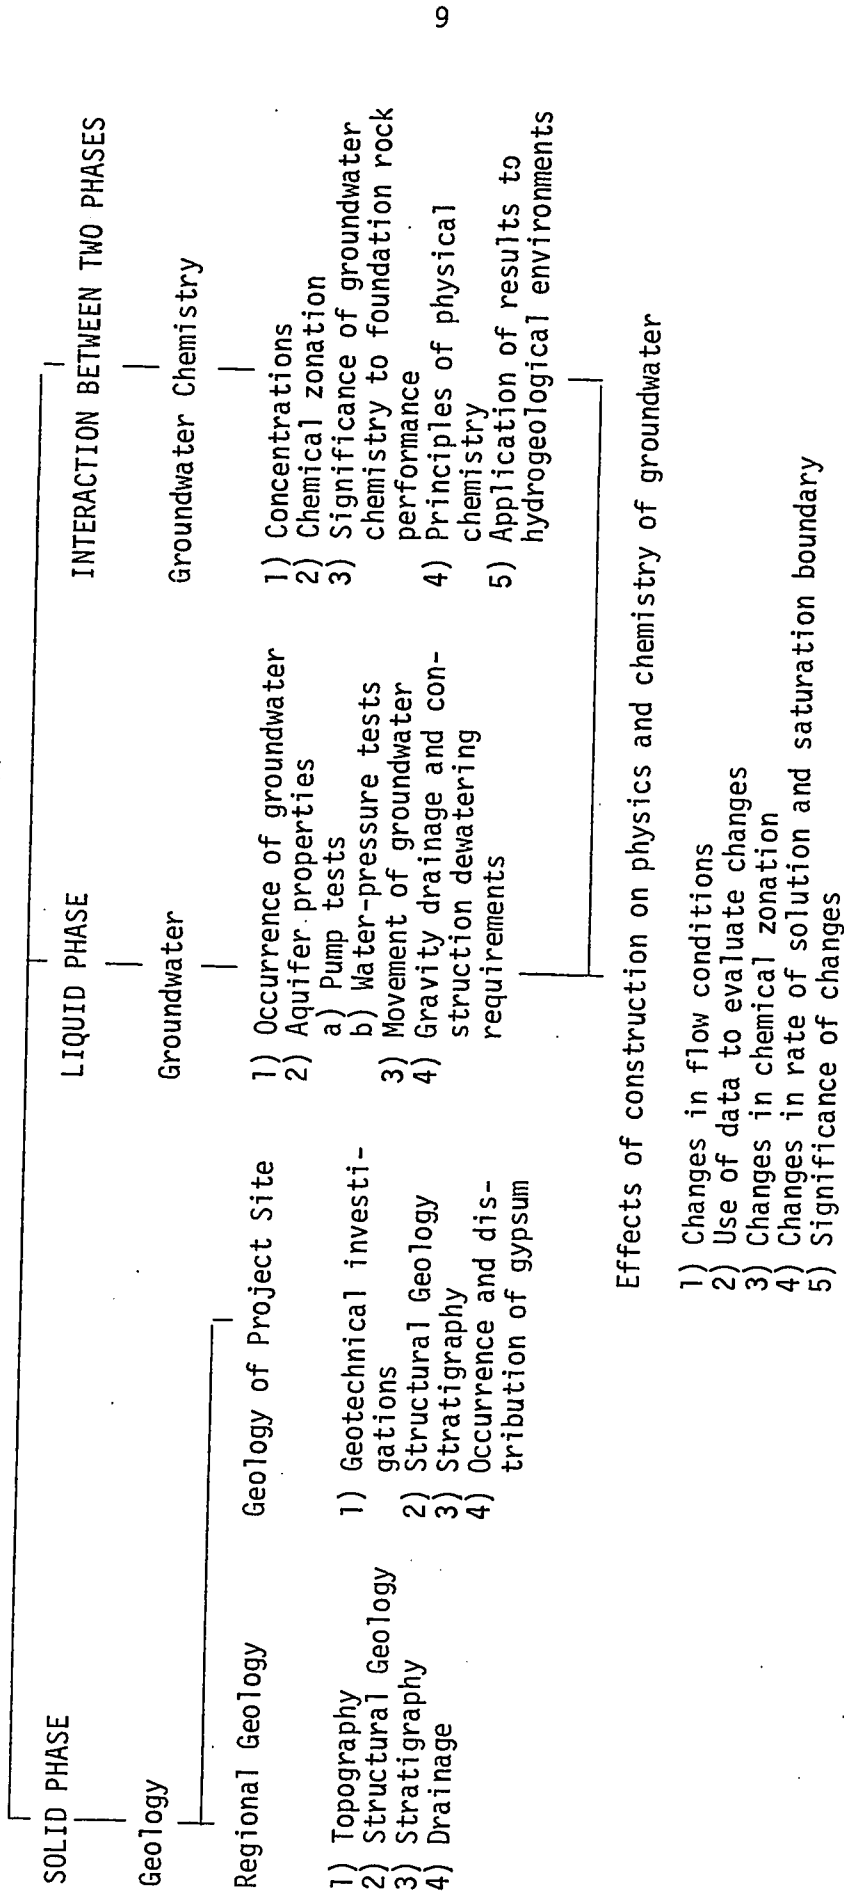 9
SOLID PHASE
Geology
Regional Geology
1) Topography
2) Structural Geology
3) Stratigraphy
4) Drainage
Geology of Project Site
1) Geotechnical investi-
gations
2) Structural Geology
3) Stratigraphy
4) Occurrence and dis-
tribution of gypsum
LIQUID PHASE
Groundwater
1) Occurrence of groundwater
2) Aquifer properties
a) Pump tests
b) Water-pressure tests
3) Movement of groundwater
4) Gravity drainage and con-
struction dewatering
requirements
INTERACTION BETWEEN TWO PHASES
Groundwater Chemistry
1) Concentrations
2) Chemical zonation
3) Significance of groundwater
chemistry to foundation rock
performance
4) Principles of physical
chemistry
5) Application of results to
hydrogeological environments
Effects of construction on physics and chemistry of groundwater
1) Changes in flow conditions
2) Use of data to evaluate changes
3) Changes in chemical zonation
4) Changes in rate of solution and saturation boundary
5) Significance of changes